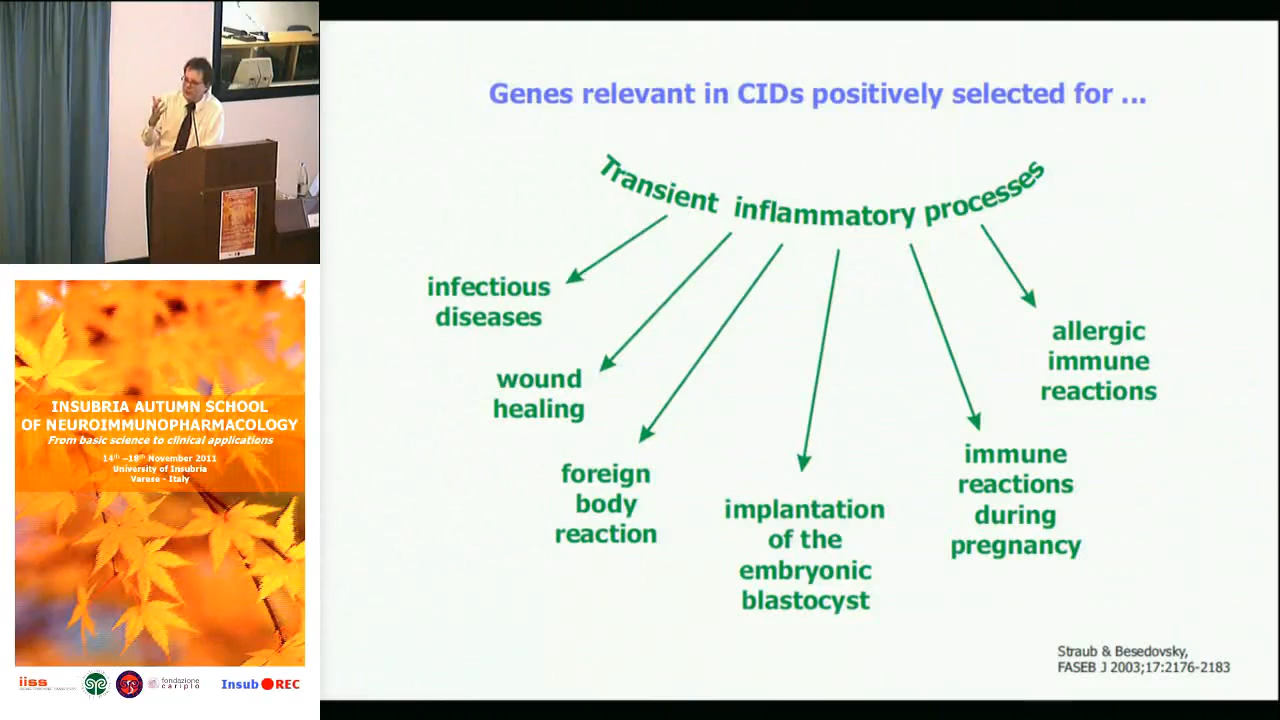 Genes relevant in CIDs positively selected for ...
Transient inflammatory processes
infectious
diseases
wound
healing
foreign
body
reaction
implantation
of the
embryonic
blastocyst
immune
reactions
during
pregnancy
allergic
immune
reactions
Straub & Besedovsky,
FASEB J 2003;17:2176-2183
INSUBRIA AUTUMN SCHOOL
OF NEUROIMMUNOPHARMACOLOGY
From basic science to clinical applications
14th –18th November 2011
University of Insubria
Varese - Italy
iiss
fondazione
cariplo
Insub REC